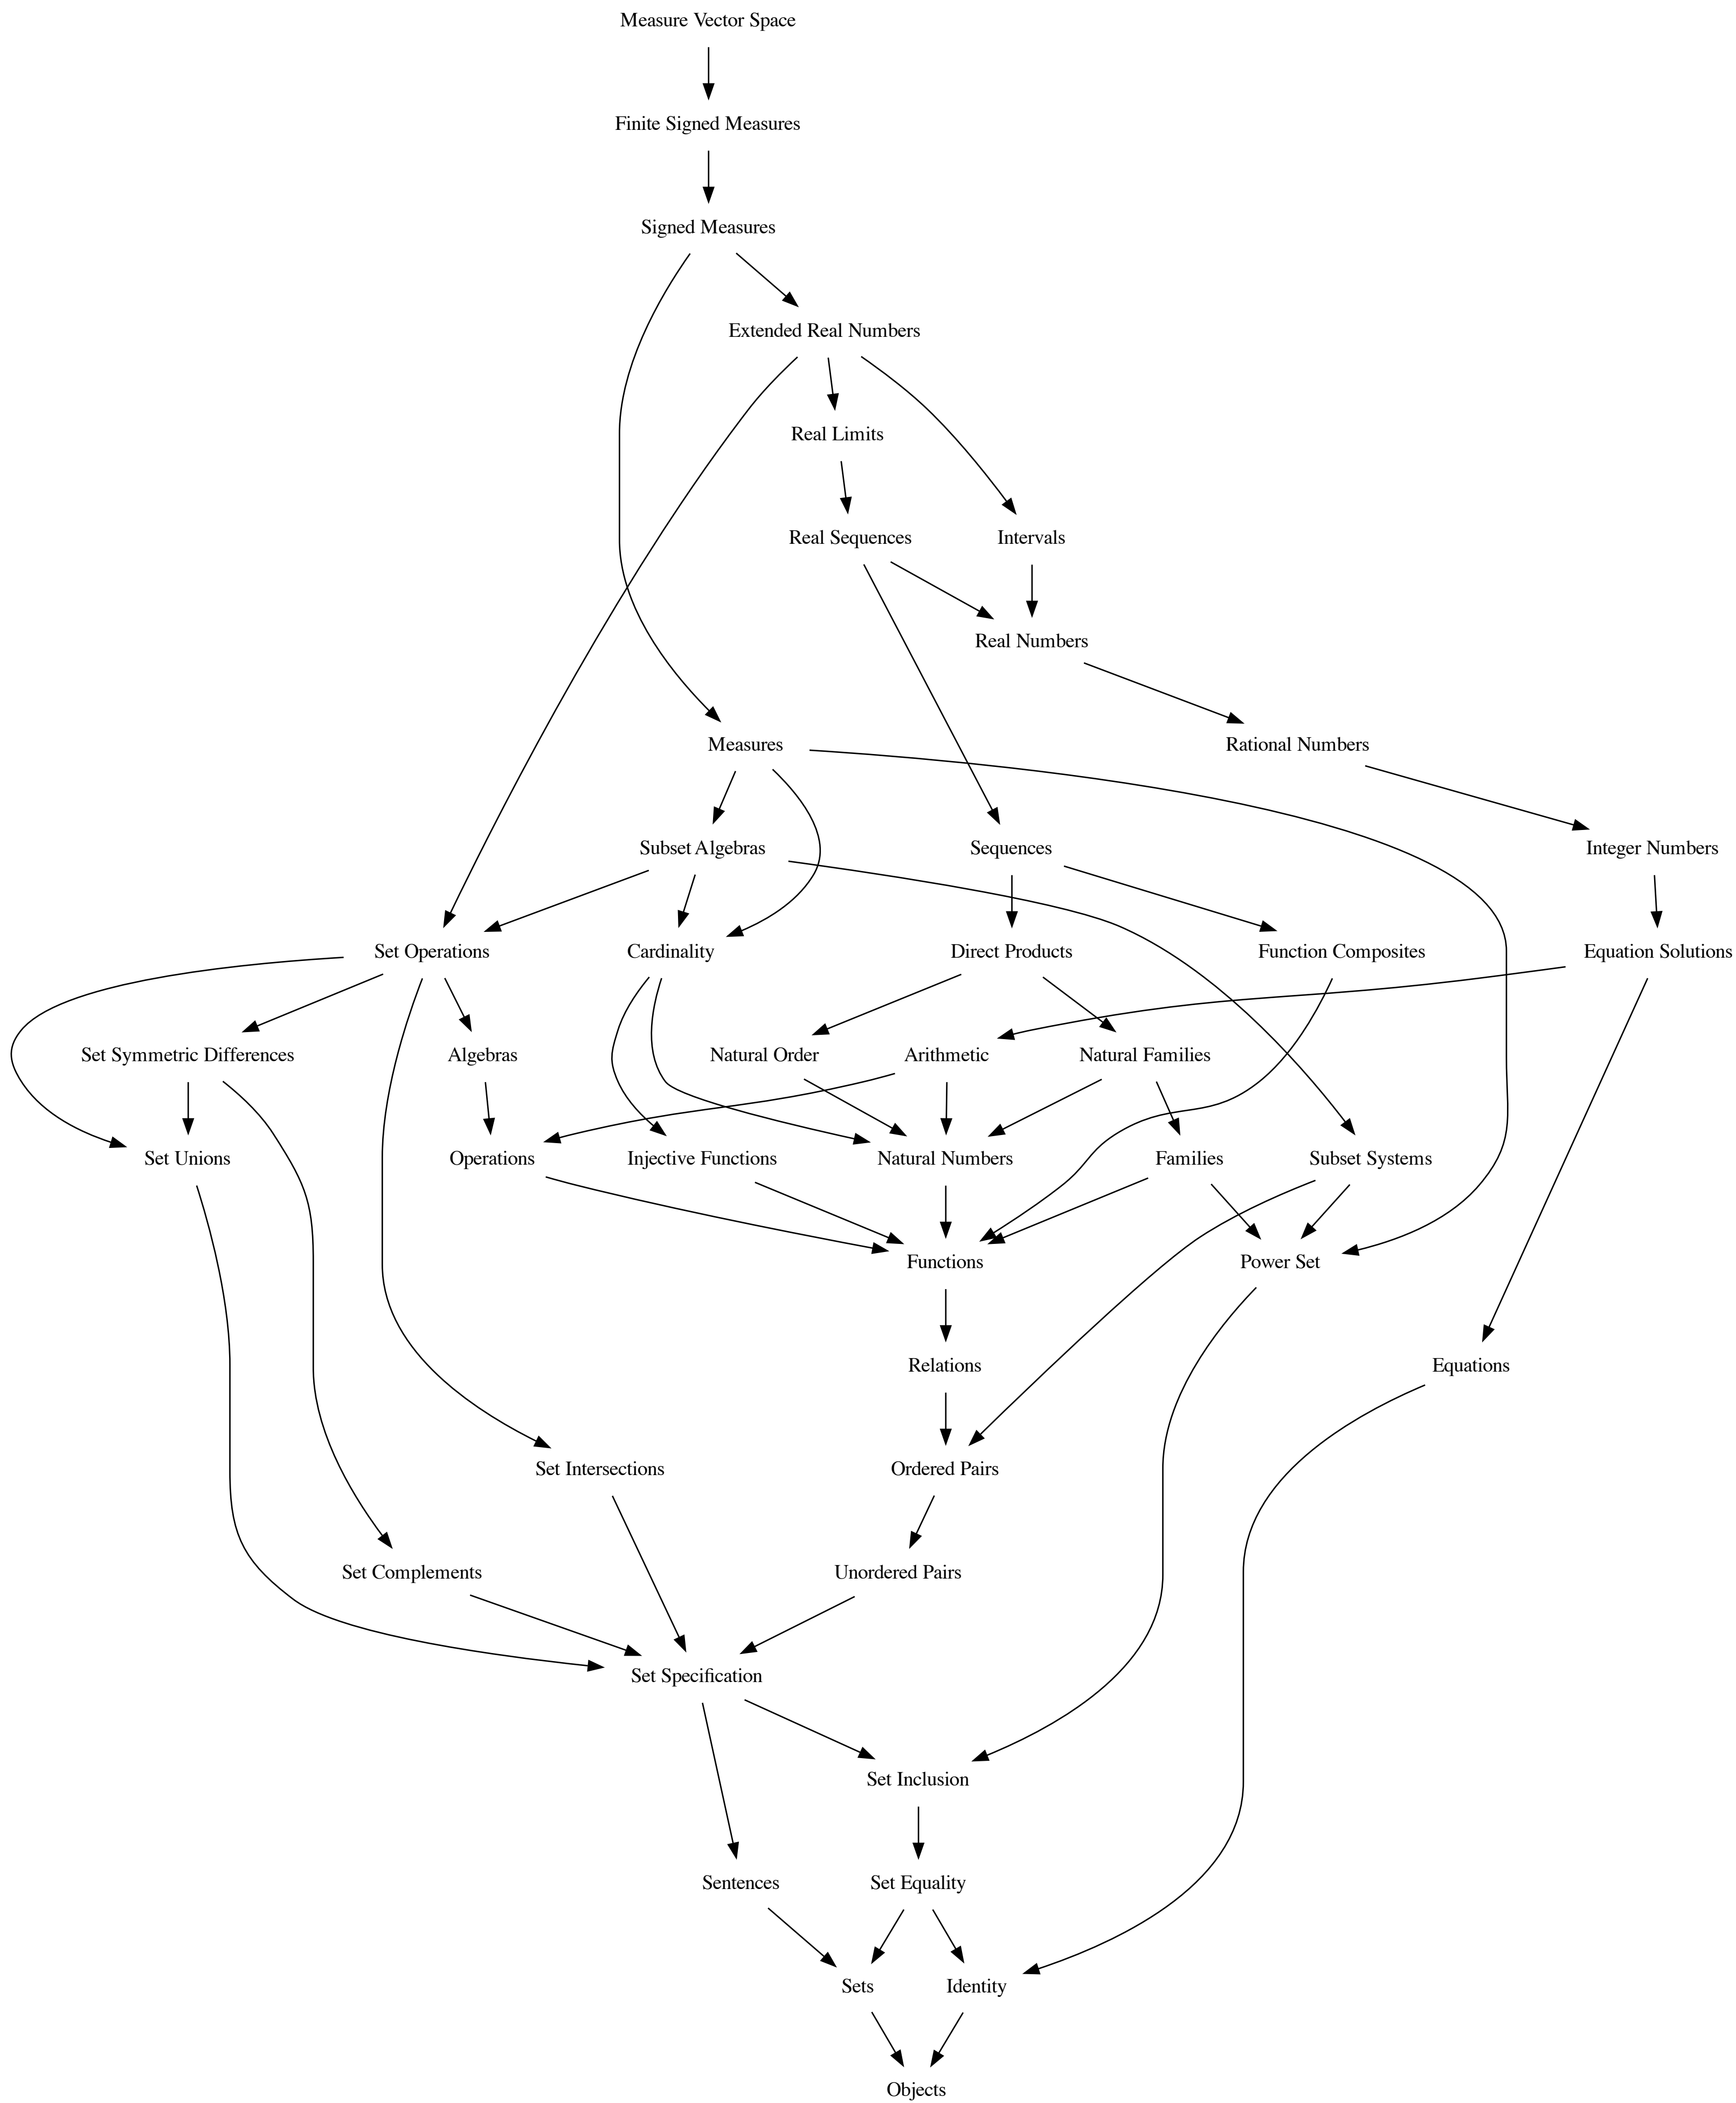 Measure Vector Space
Finite Signed Measures
Signed Measures
Extended Real Numbers
Real Limits
Real Sequences
Intervals
Real Numbers
Measures
Rational Numbers
Subset Algebras
Sequences
Integer Numbers
Set Operations
Cardinality
Direct Products
Function Composites
Equation Solutions
Set Symmetric Differences
Algebras
Natural Order
Arithmetic
Natural Families
Set Unions
Operations
Injective Functions
Natural Numbers
Families
Subset Systems
Functions
Power Set
Relations
Equations
Set Intersections
Ordered Pairs
Set Complements
Unordered Pairs
Set Specification
Set Inclusion
Sentences
Set Equality
Sets
Identity
Objects